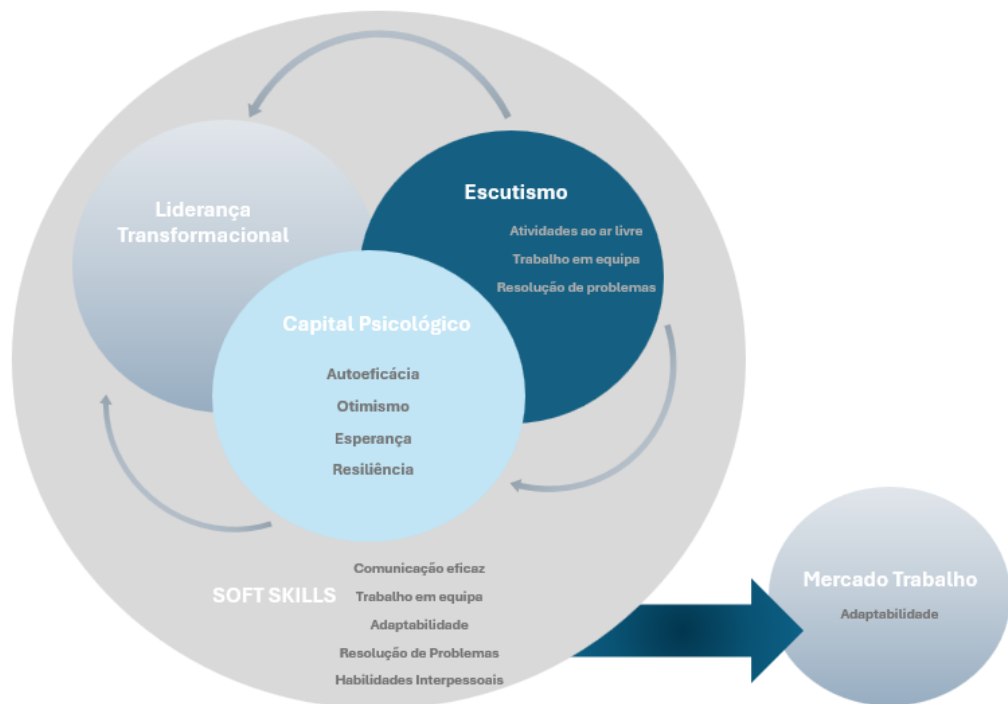 Liderança
Transformacional
Escutismo
Atividades ao ar livre
Trabalho em equipa
Resolução de problemas
Capital Psicológico
Autoeficácia
Otimismo
Esperança
Resiliência
SOFT SKILLS
Comunicação eficaz
Trabalho em equipa
Adaptabilidade
Resolução de Problemas
Habilidades Interpessoais
Mercado Trabalho
Adaptabilidade